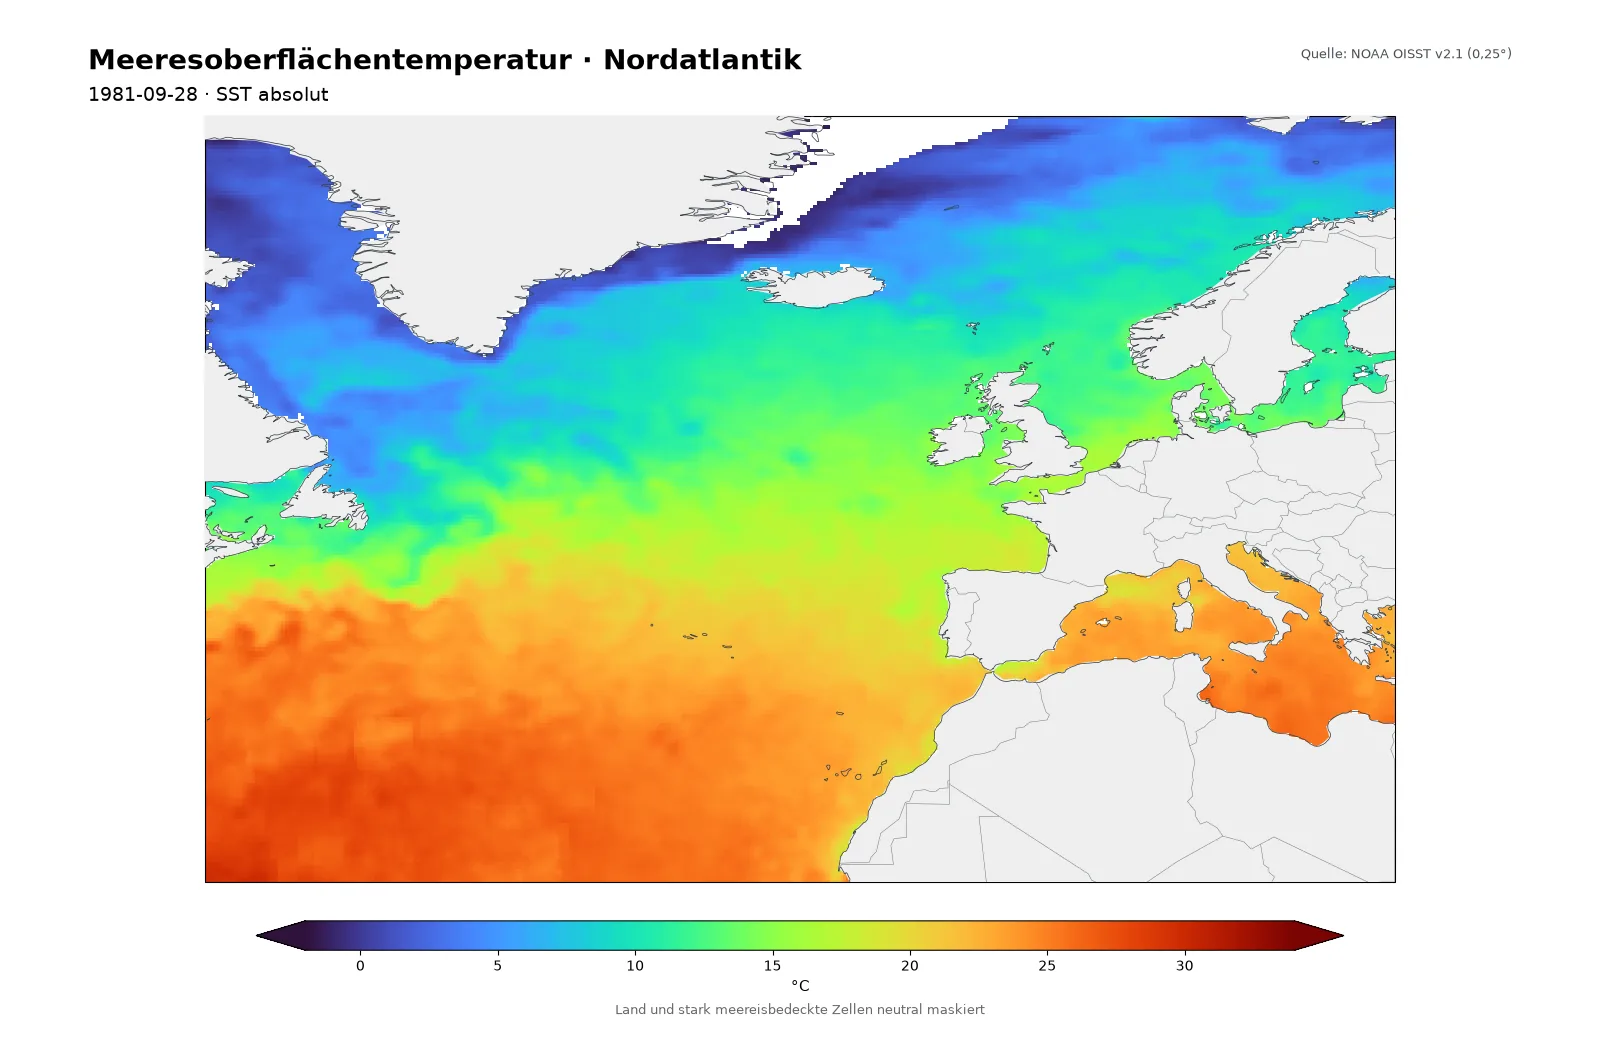 Meeresoberflächentemperatur · Nordatlantik
Quelle: NOAA OISST v2.1 (0,25°)
1981-09-28 · SST absolut
0 5 10 15 20 25 30
°C
Land und stark meereisbedeckte Zellen neutral maskiert